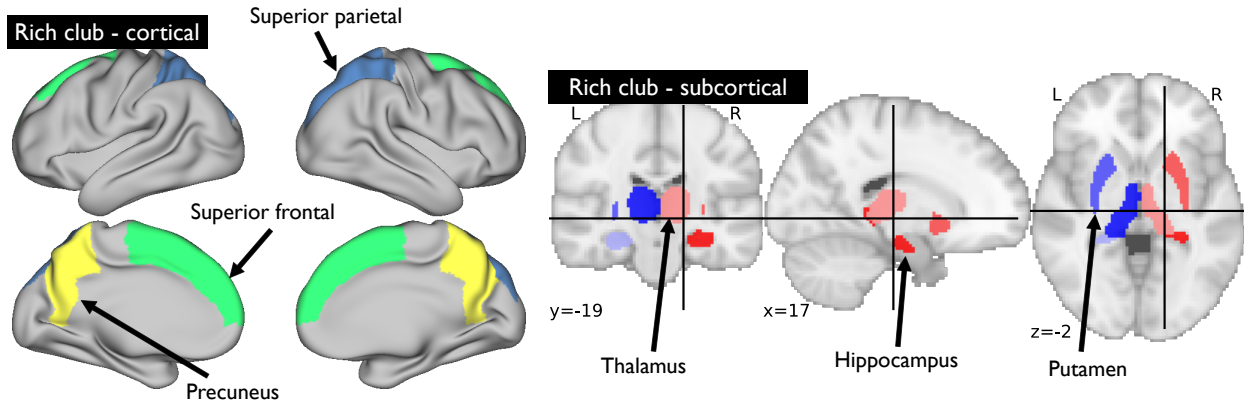 Rich club - cortical
Superior parietal
Superior frontal
Precuneus
Rich club - subcortical
L
R
L
R
y=-19
x=17
z=-2
Thalamus
Hippocampus
Putamen